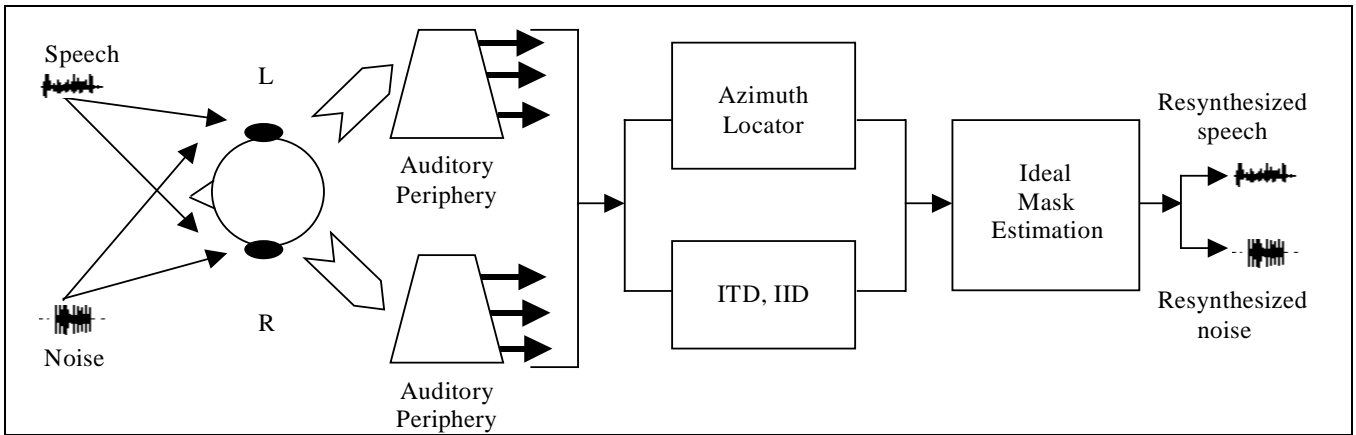 Speech
L
Auditory
Periphery
Noise
R
Auditory
Periphery
Azimuth
Locator
ITD, IID
Ideal
Mask
Estimation
Resynthesized
speech
Resynthesized
noise